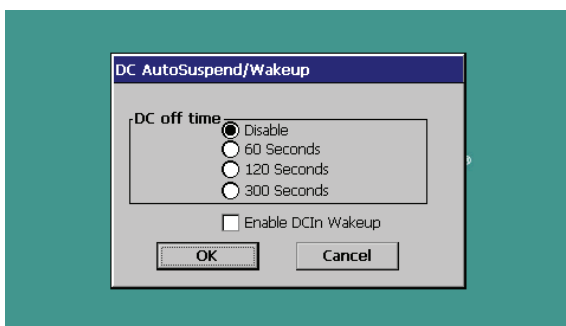 DC AutoSuspend/Wakeup
DC off time
Disable
60 Seconds
120 Seconds
300 Seconds
Enable DCIn Wakeup
OK
Cancel
®